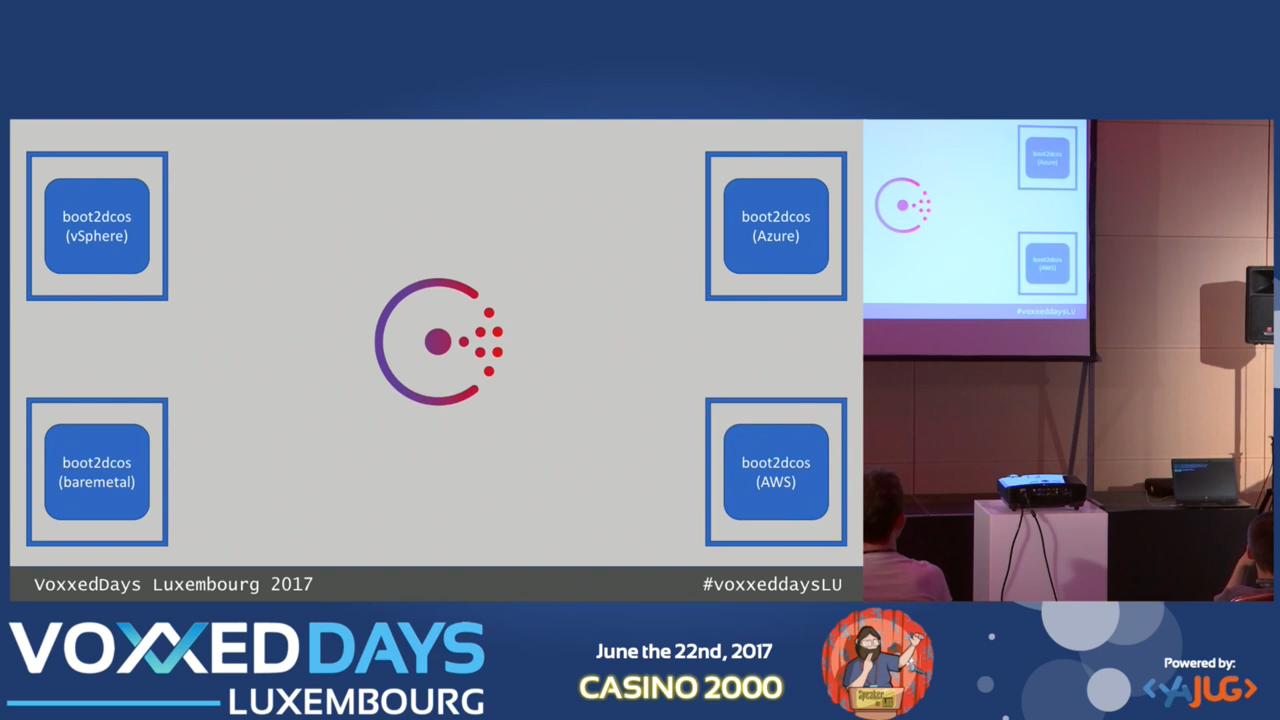 boot2dcos
(vSphere)
boot2dcos
(Azure)
boot2dcos
(baremetal)
boot2dcos
(AWS)
VoxxedDays Luxembourg 2017
#voxxeddaysLU
boot2dcos
(Azure)
boot2dcos
(AWS)
#voxxeddaysLU
VOXXED DAYS
LUXEMBOURG
June the 22nd, 2017
CASINO 2000
Speaker
Powered by:
<YAJUG>